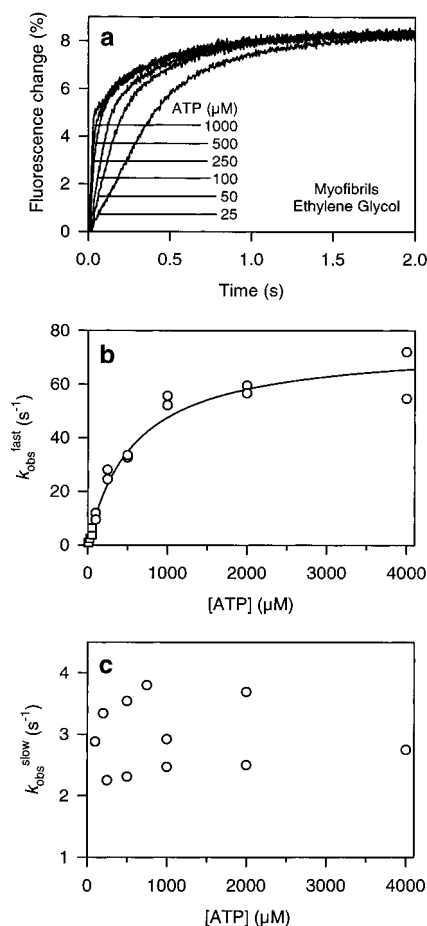 a
Fluorescence change (%)
8
6
4
2
0
ATP (µM)
1000
500
250
100
50
25
Myofibrils
Ethylene Glycol
0.0 0.5 1.0 1.5 2.0
Time (s)
b
k_obs^fast (s⁻¹)
80
60
40
20
0
0 1000 2000 3000 4000
[ATP] (µM)
c
k_obs^slow (s⁻¹)
4
3
2
1
0 1000 2000 3000 4000
[ATP] (µM)